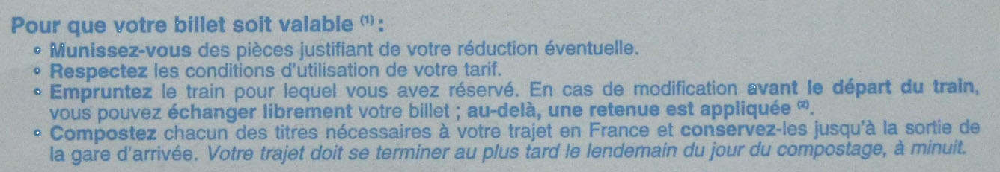 Pour que votre billet soit valable (1) :
• Munissez-vous des pièces justifiant de votre réduction éventuelle.
• Respectez les conditions d'utilisation de votre tarif.
• Empruntez le train pour lequel vous avez réservé. En cas de modification avant le départ du train,
vous pouvez échanger librement votre billet ; au-delà, une retenue est appliquée (2).
• Compostez chacun des titres nécessaires à votre trajet en France et conservez-les jusqu'à la sortie de
la gare d'arrivée. Votre trajet doit se terminer au plus tard le lendemain du jour du compostage, à minuit.